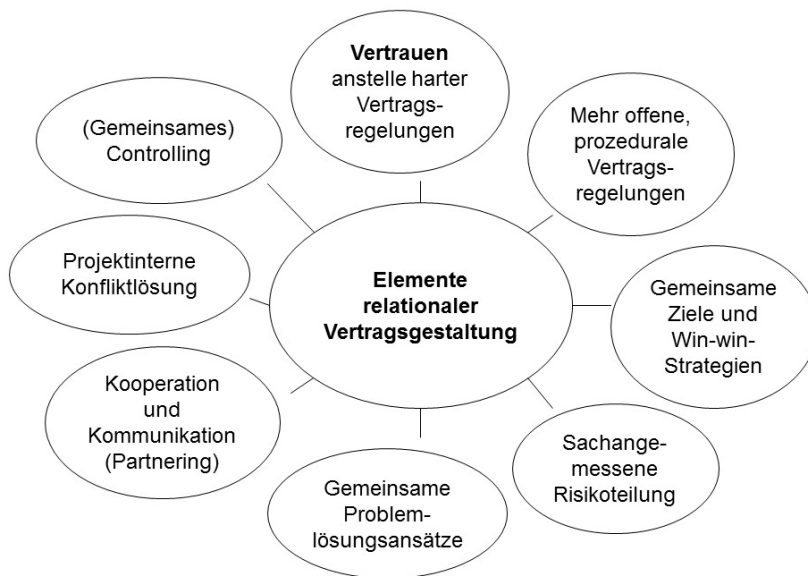 Vertrauen
anstelle harter
Vertrags-
regelungen
Mehr offene,
prozedurale
Vertrags-
regelungen
Gemeinsame
Ziele und
Win-win-
Strategien
Sachange-
messene
Risikoteilung
Gemeinsame
Problem-
lösungsansätze
Kooperation
und
Kommunikation
(Partnering)
Projektinterne
Konfliktlösung
(Gemeinsames)
Controlling
Elemente
relationaler
Vertragsgestaltung